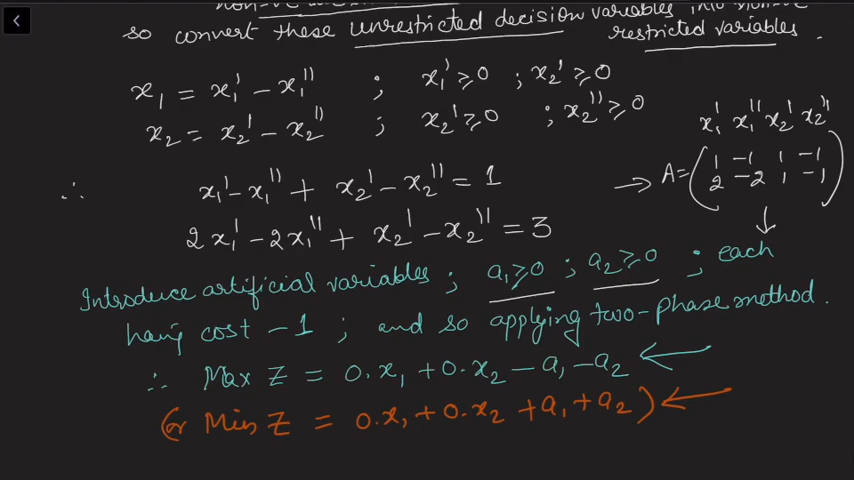 so convert these unrestricted decision variables into
restricted variables.
x₁ = x₁' − x₁'' ; x₁' ≥ 0 ; x₂' ≥ 0
x₂ = x₂' − x₂'' ; x₂' ≥ 0 ; x₂'' ≥ 0
x₁' x₁'' x₂' x₂''
∴ x₁' − x₁'' + x₂' − x₂'' = 1 → A = ( 1 −1 1 −1
2x₁' − 2x₁'' + x₂' − x₂'' = 3 2 −2 1 −1 )
Introduce artificial variables ; a₁ ≥ 0 ; a₂ ≥ 0 ; each
having cost −1 ; and so applying two-phase method.
∴ Max Z = 0.x₁ + 0.x₂ − a₁ − a₂ ←
(or Min Z = 0.x₁ + 0.x₂ + a₁ + a₂) ←